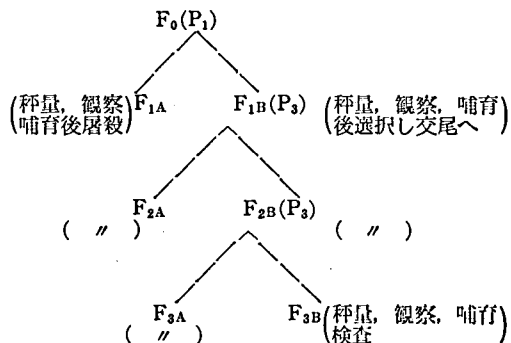 F₀(P₁)
(秤量，観察 哺育後屠殺) F₁A F₁B(P₃) (秤量，観察，哺育 後選択し交尾へ)
F₂A F₂B(P₃)
( 〃 ) ( 〃 )
F₃A F₃B (秤量，観察，哺育 検査)
( 〃 )